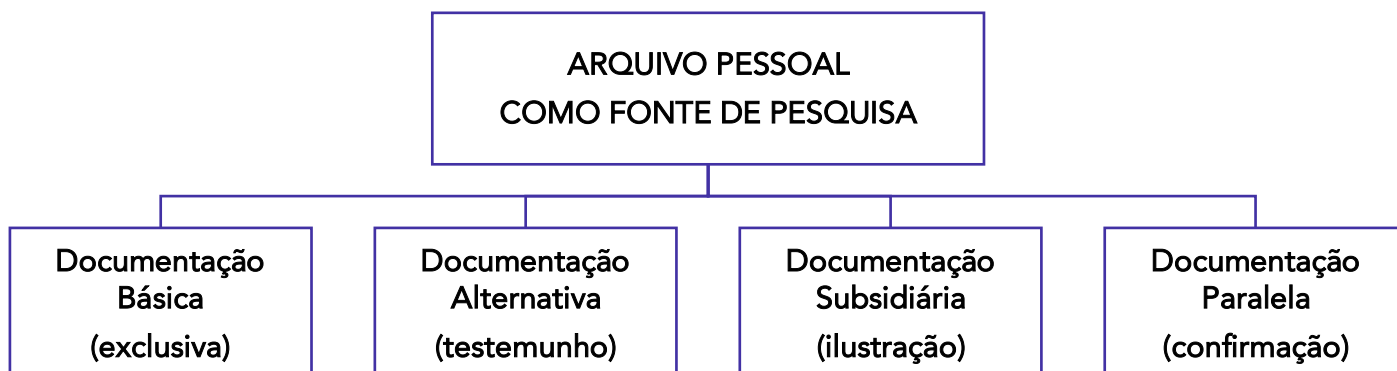 ARQUIVO PESSOAL
COMO FONTE DE PESQUISA
Documentação
Básica
(exclusiva)
Documentação
Alternativa
(testemunho)
Documentação
Subsidiária
(ilustração)
Documentação
Paralela
(confirmação)